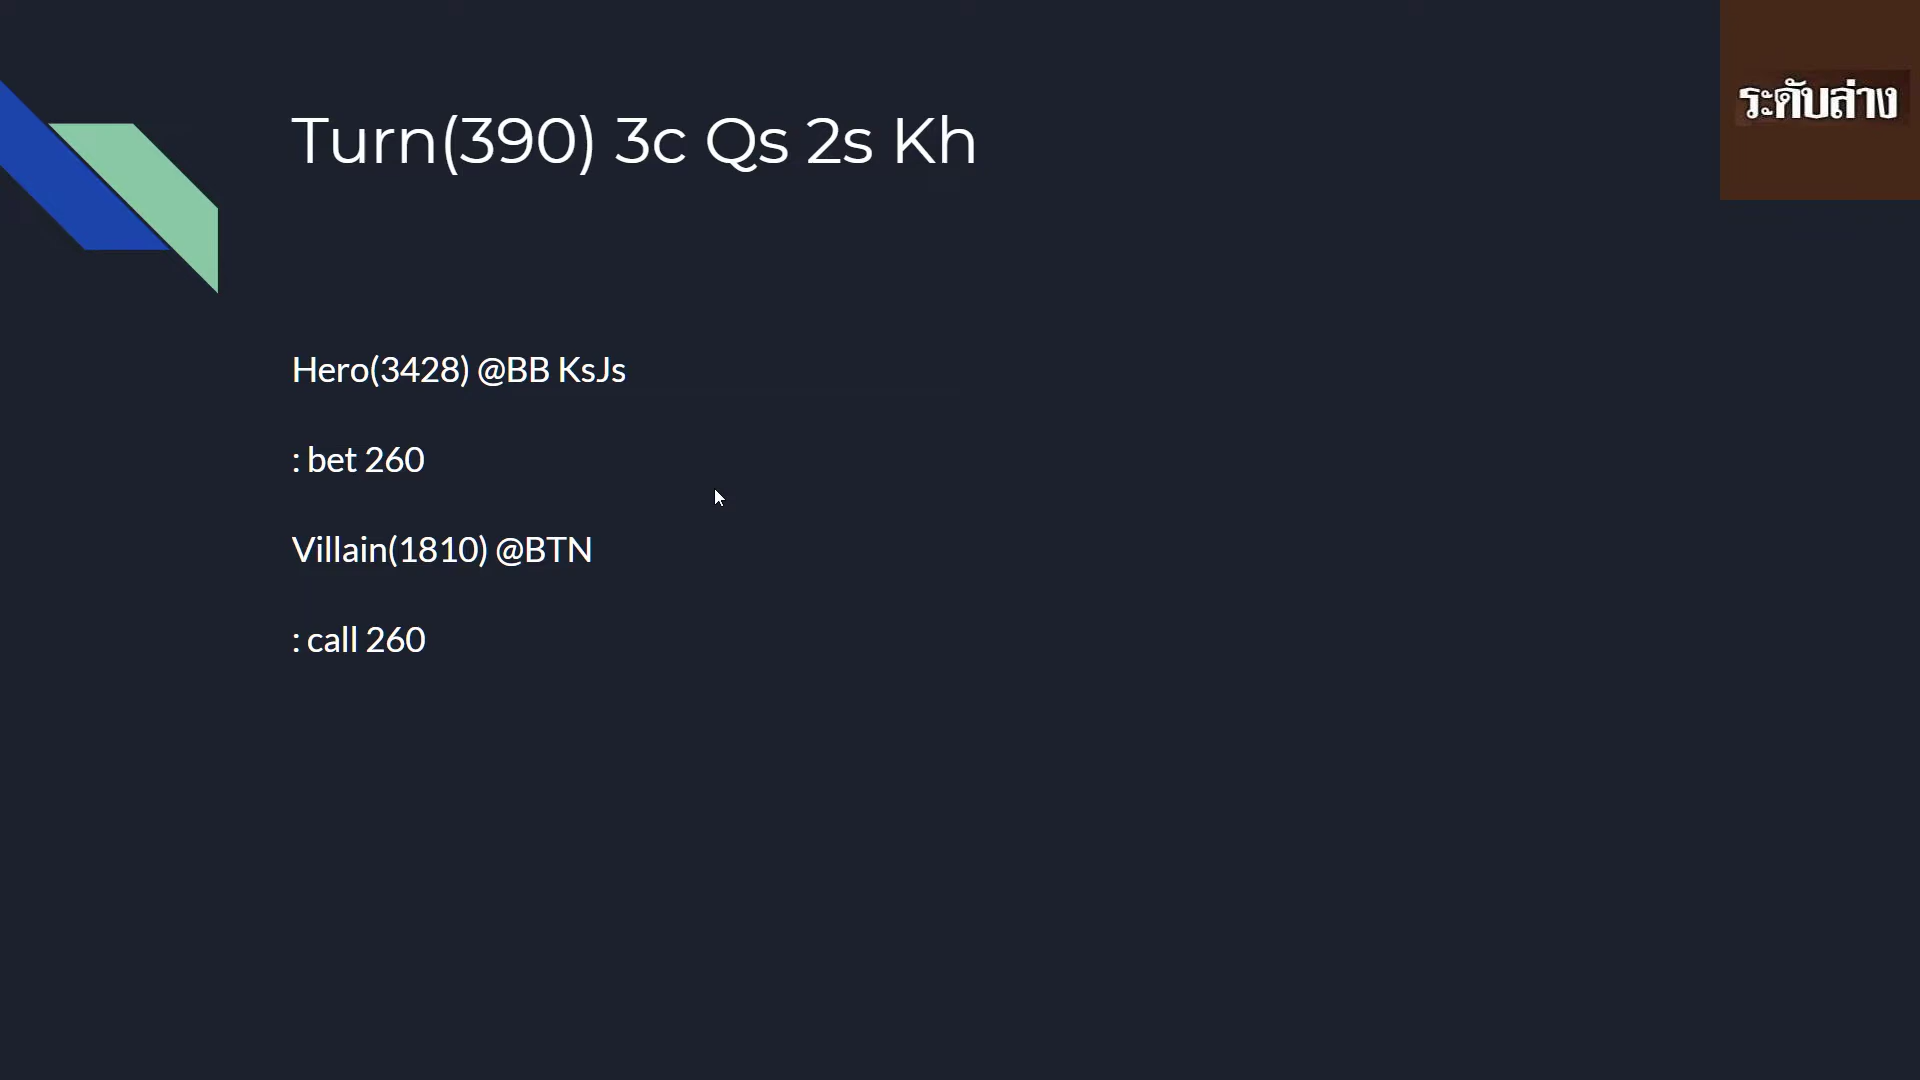 ระดับล่าง
Turn(390) 3c Qs 2s Kh
Hero(3428) @BB KsJs
: bet 260
Villain(1810) @BTN
: call 260